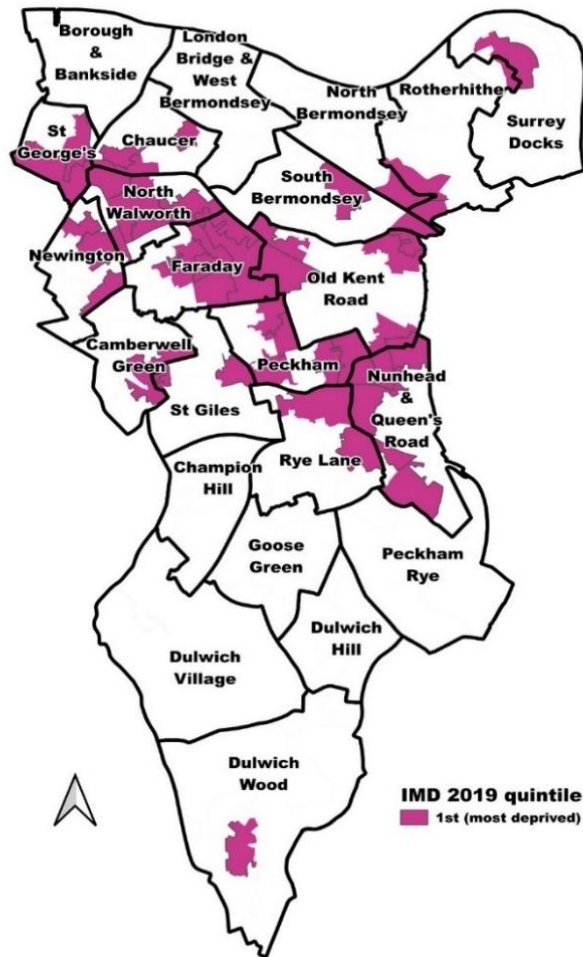 Borough
&
Bankside
London
Bridge &
West
Bermondsey
North
Bermondsey
Rotherhithe
Surrey
Docks
St
George's
Chaucer
South
Bermondsey
North
Walworth
Newington
Faraday
Old Kent
Road
Camberwell
Green
Peckham
Nunhead
&
Queen's
Road
St Giles
Rye Lane
Champion
Hill
Goose
Green
Peckham
Rye
Dulwich
Hill
Dulwich
Village
Dulwich
Wood
IMD 2019 quintile
1st (most deprived)